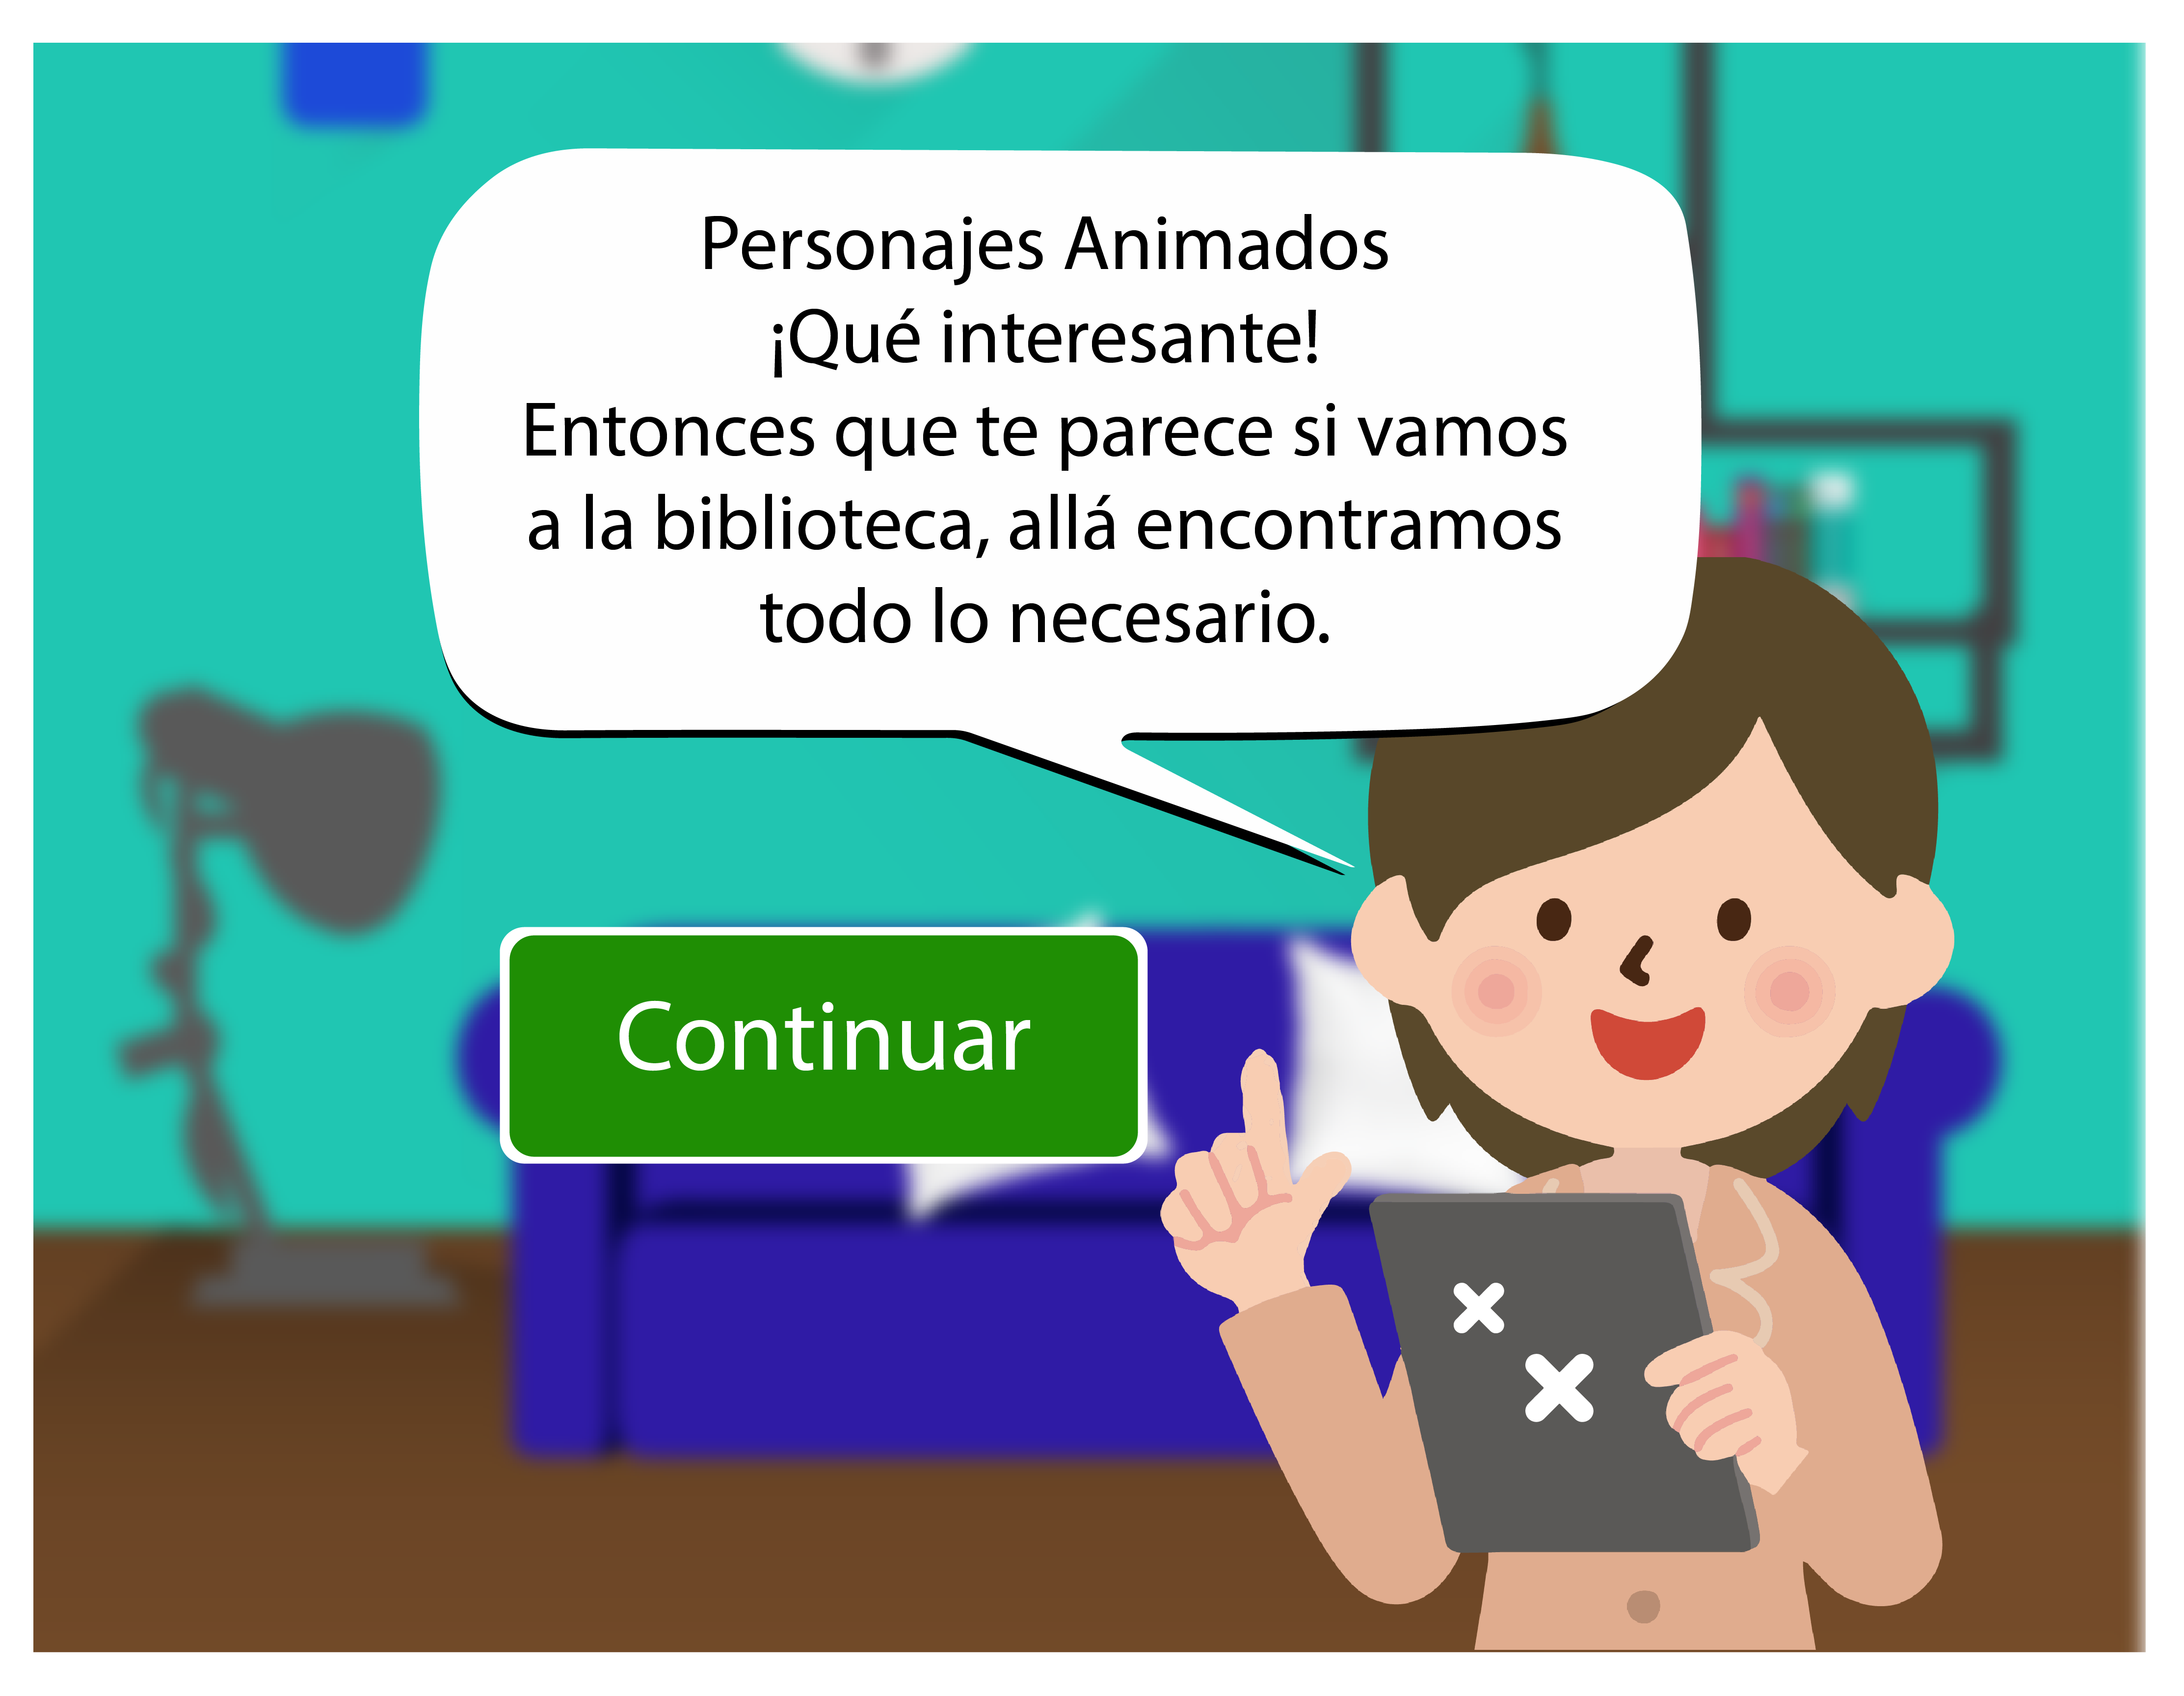 Personajes Animados
¡Qué interesante!
Entonces que te parece si vamos
a la biblioteca, allá encontramos
todo lo necesario.
Continuar